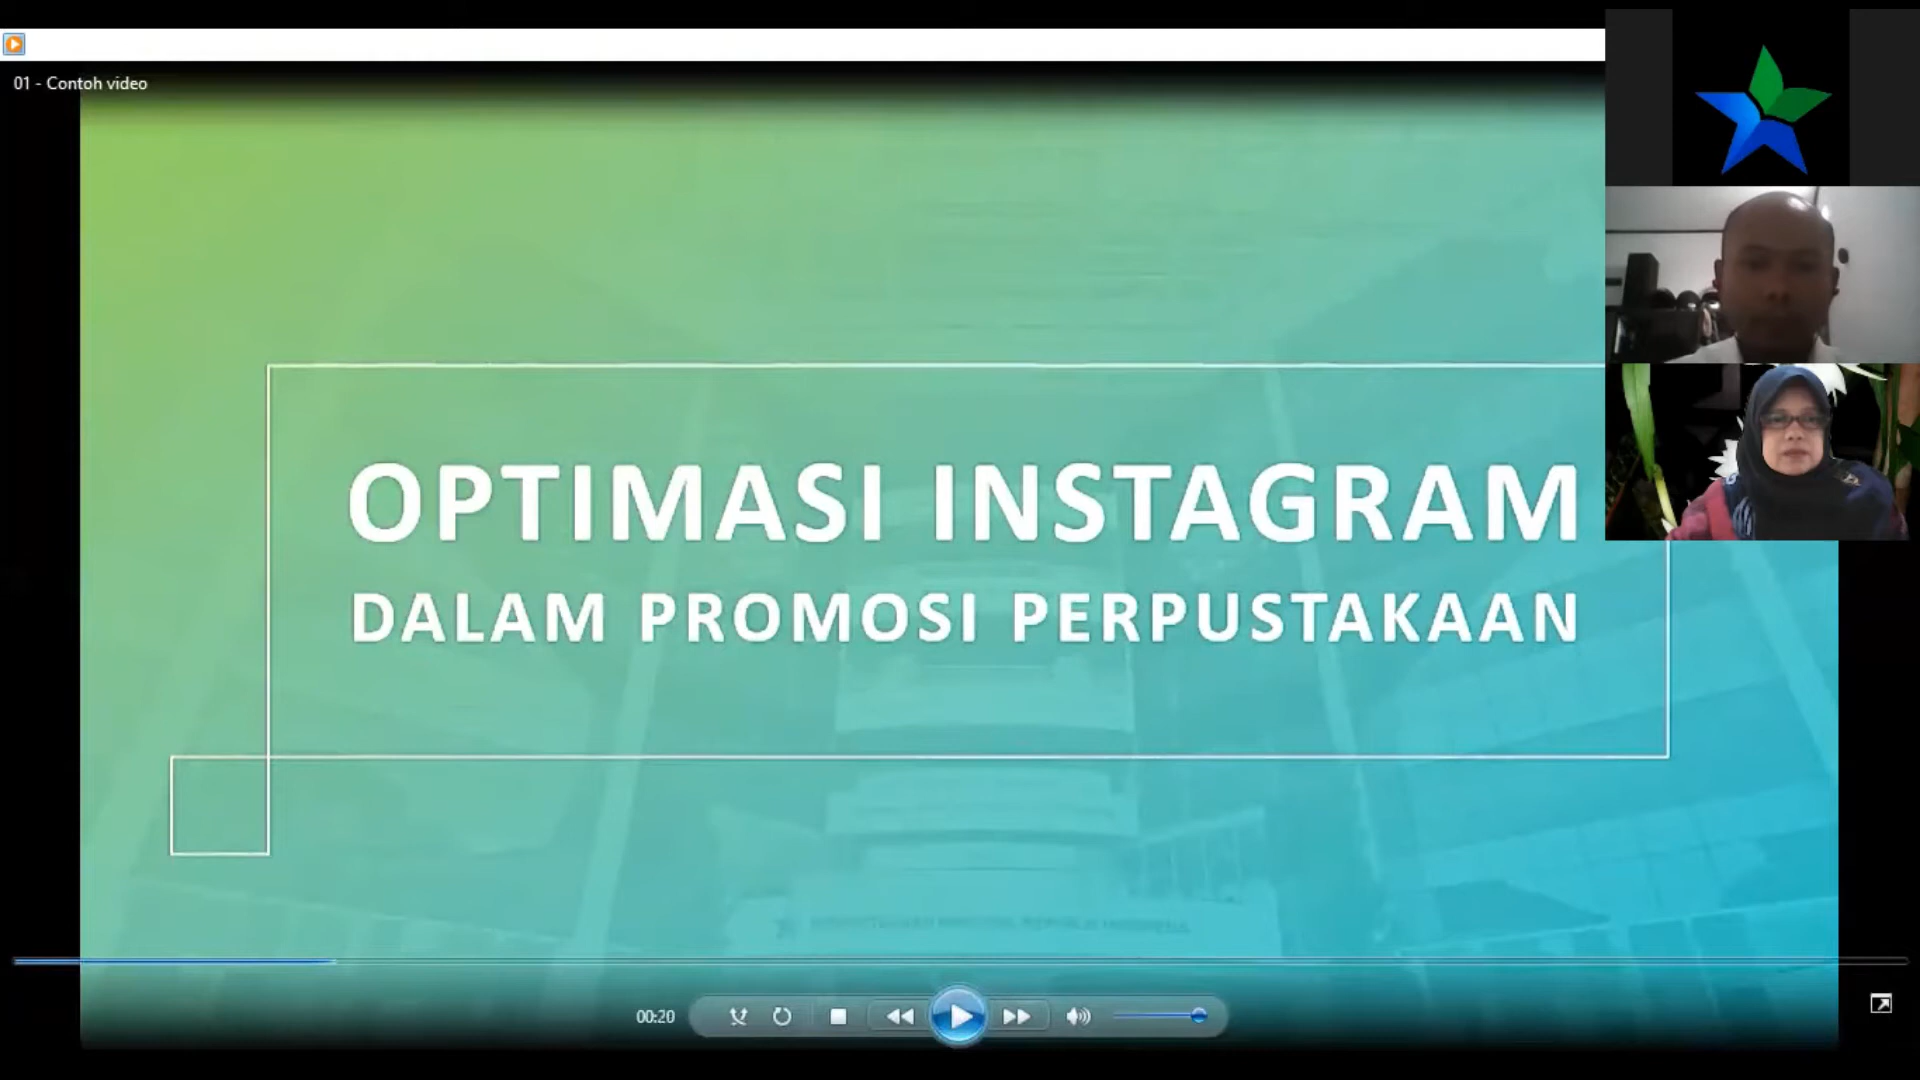 01 - Contoh video
OPTIMASI INSTAGRAM
DALAM PROMOSI PERPUSTAKAAN
00:20